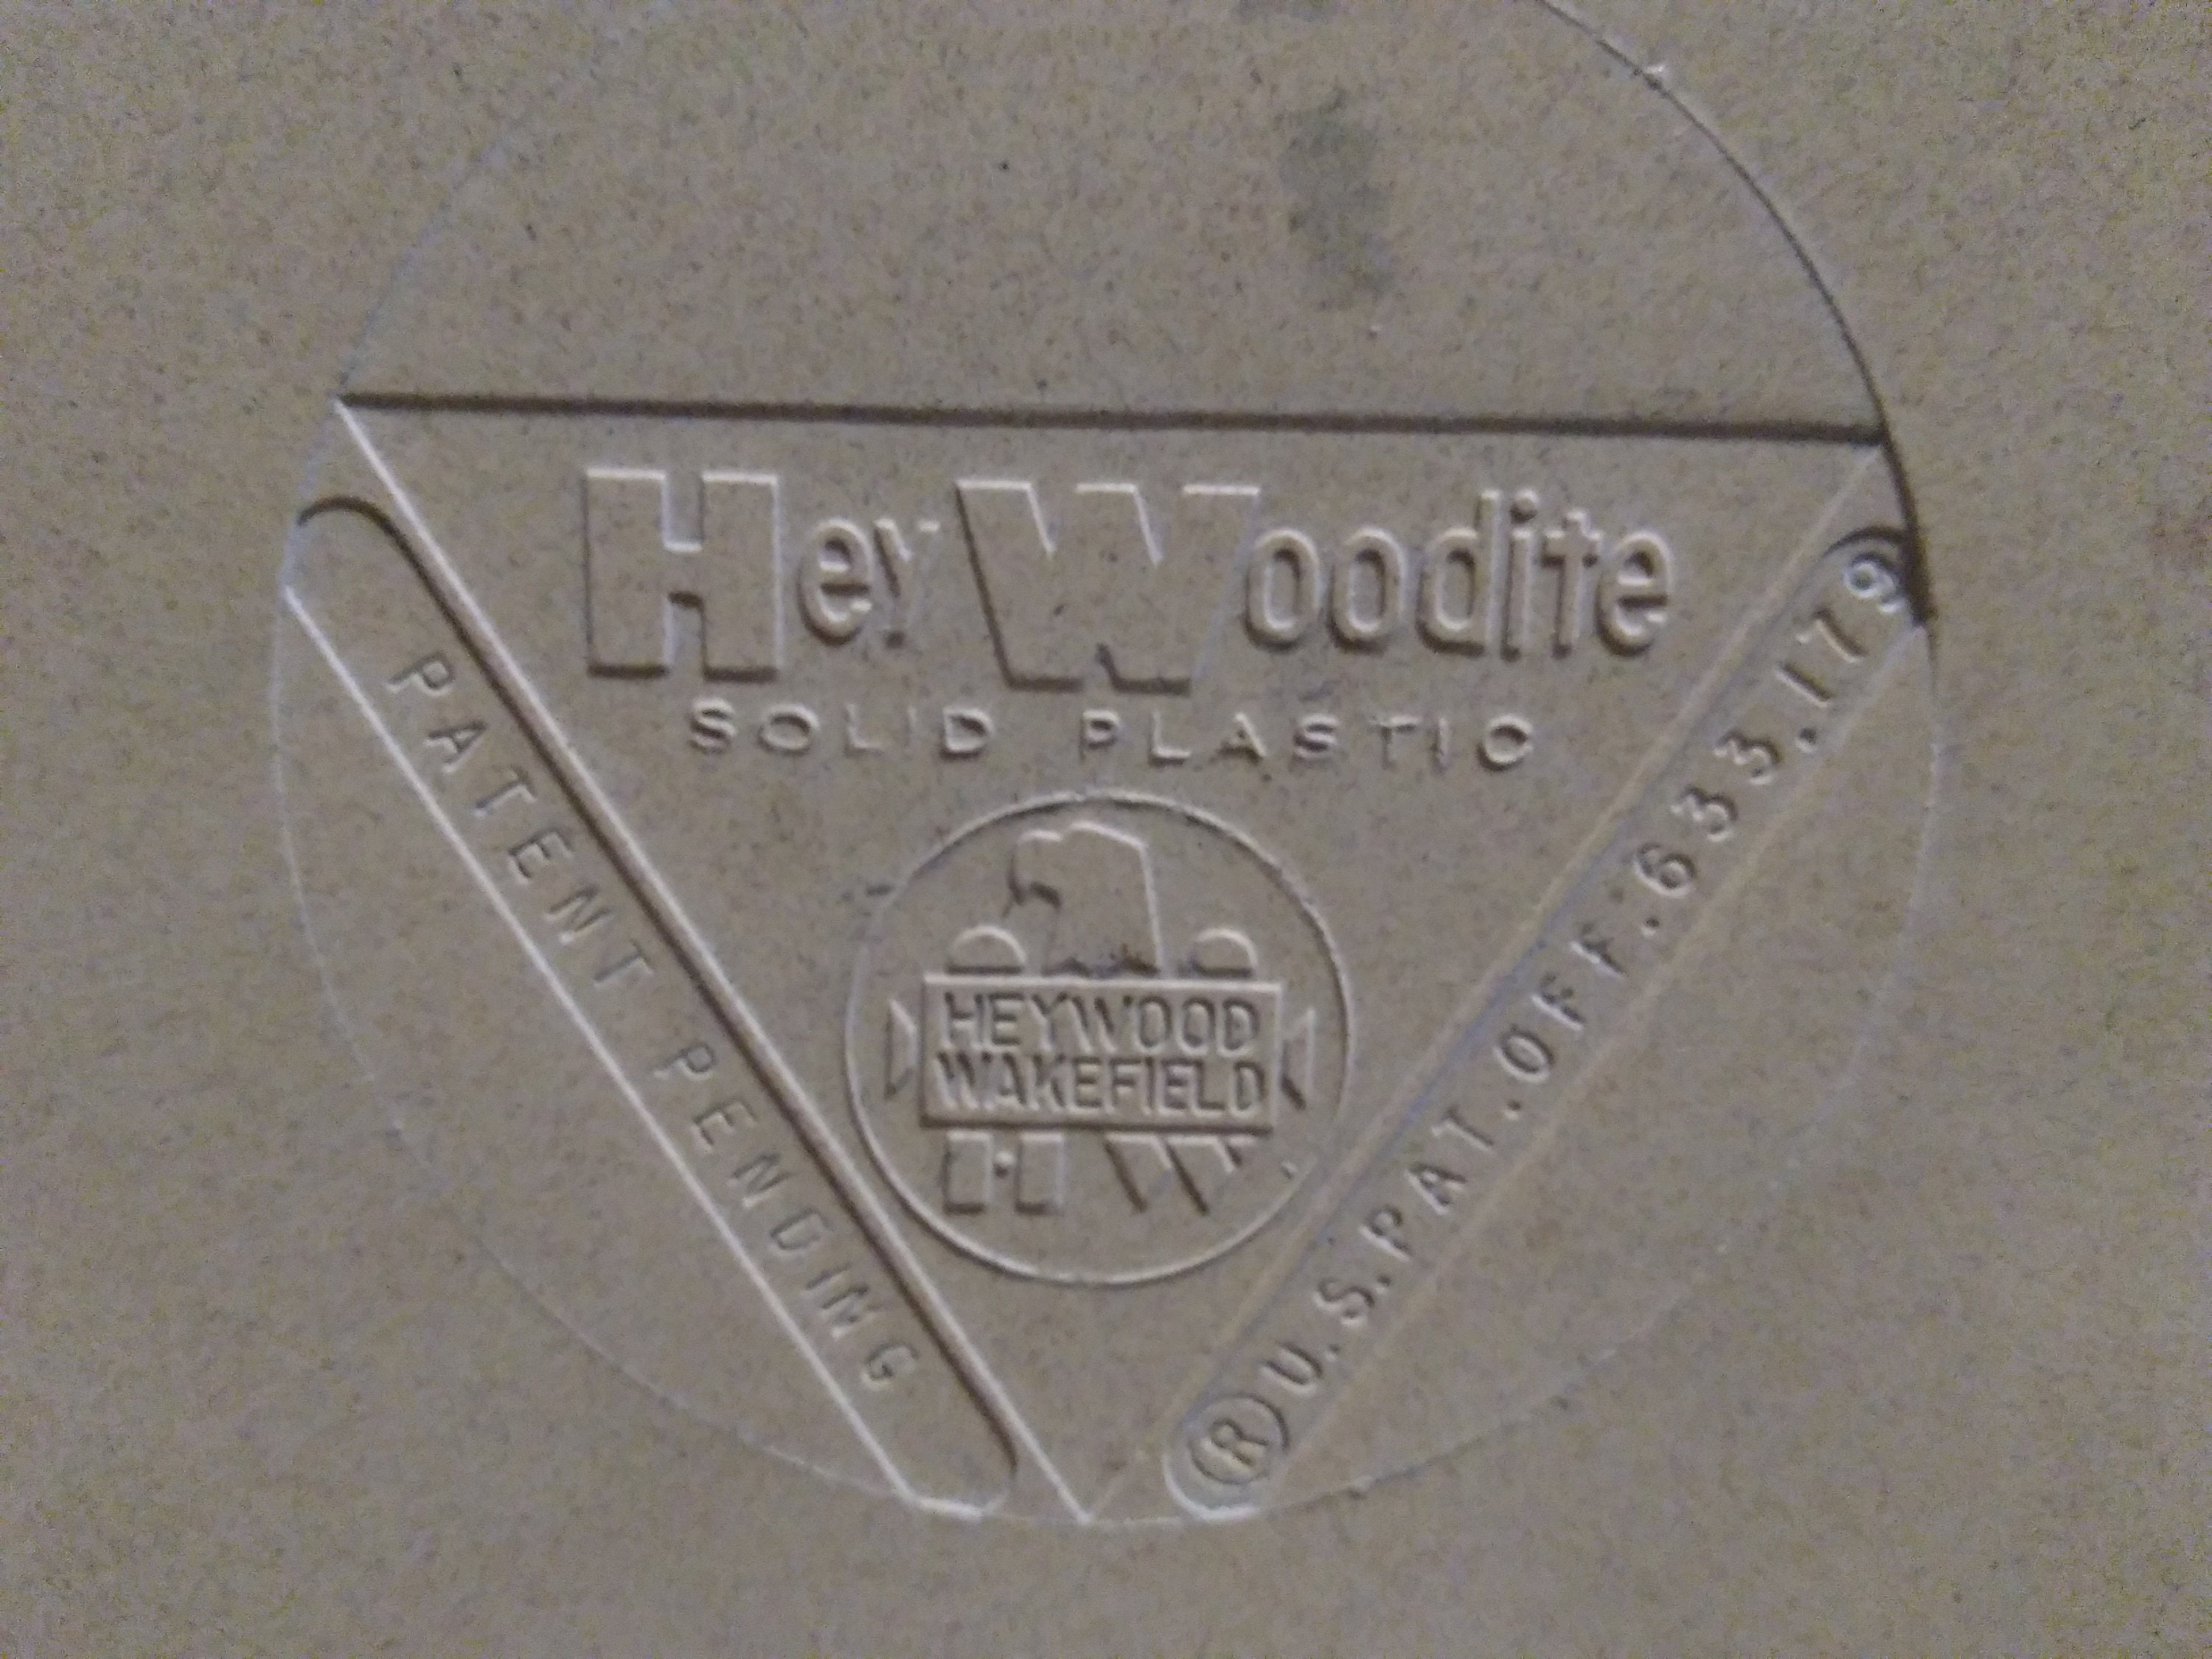 HeyWoodite
SOLID PLASTIC
HEYWOOD
WAKEFIELD
H W
PATENT PENDING
(R) U.S. PAT. OFF. 633,179